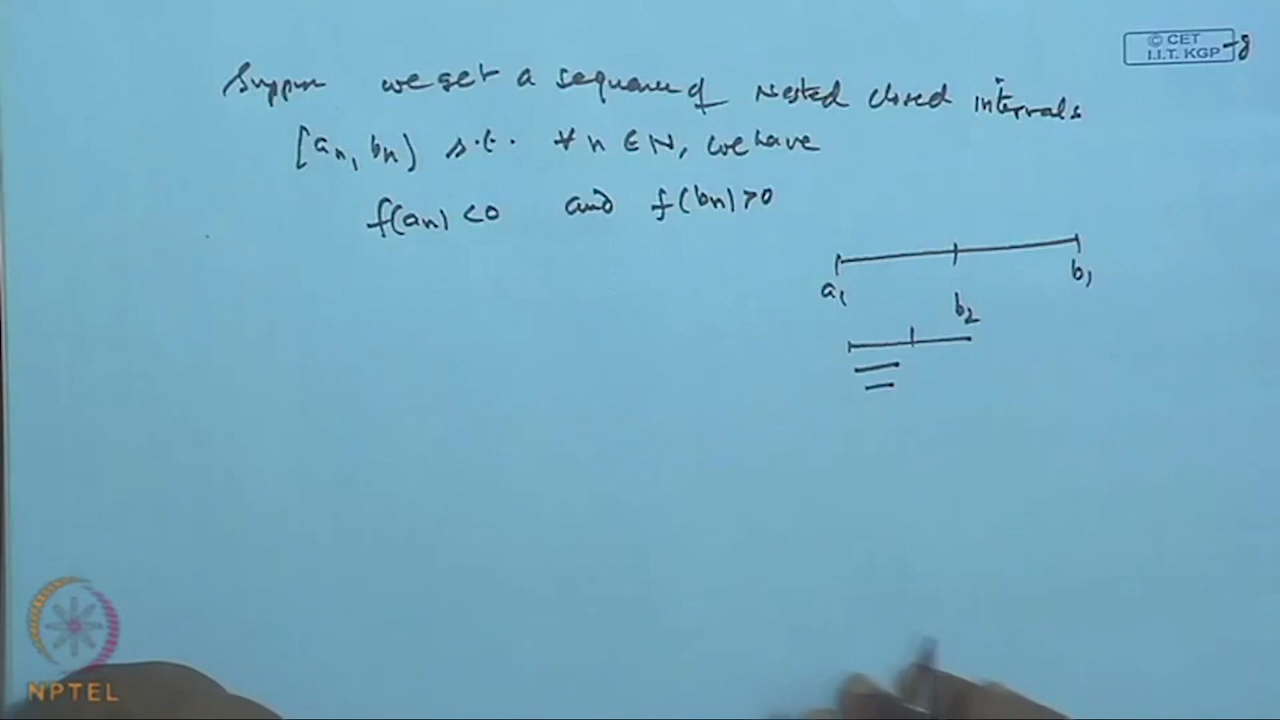 © CET
I.I.T. KGP -8
Suppose we get a sequence of Nested closed intervals
[an, bn] s.t. ∀ n ∈ N, we have
f(an) < 0 and f(bn) > 0
a1 b1
b2
NPTEL